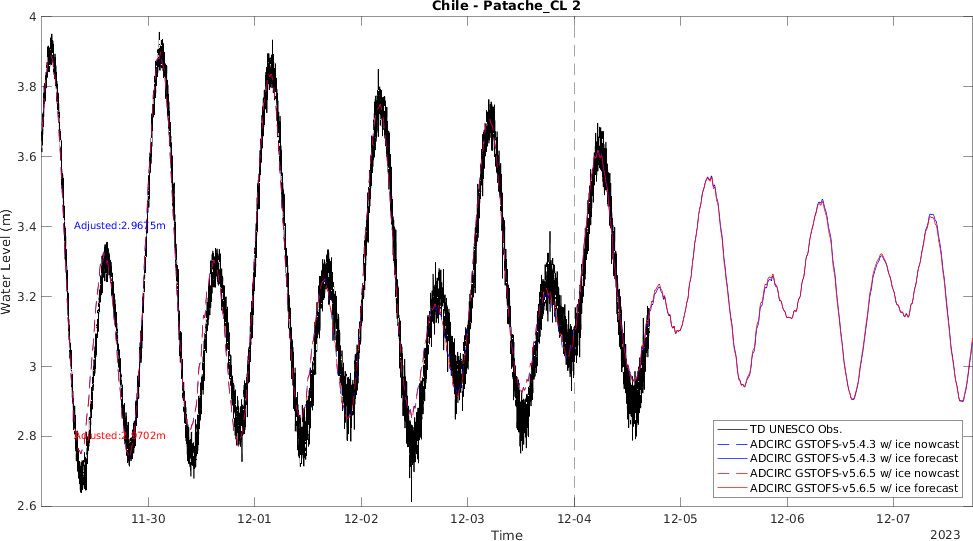 Chile - Patache_CL 2
Water Level (m)
4
3.8
3.6
3.4
3.2
3
2.8
2.6
Adjusted:2.9675m
Adjusted:2.9702m
TD UNESCO Obs.
ADCIRC GSTOFS-v5.4.3 w/ ice nowcast
ADCIRC GSTOFS-v5.4.3 w/ ice forecast
ADCIRC GSTOFS-v5.6.5 w/ ice nowcast
ADCIRC GSTOFS-v5.6.5 w/ ice forecast
11-30 12-01 12-02 12-03 12-04 12-05 12-06 12-07
Time
2023